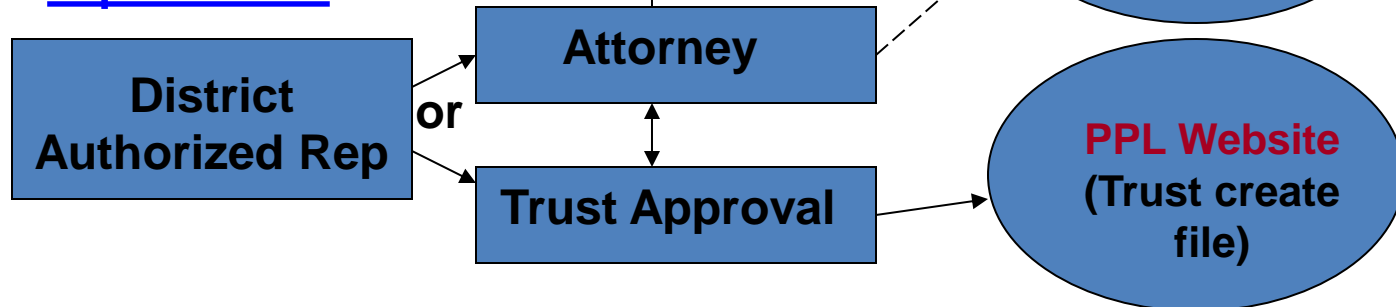 District
Authorized Rep
or
Attorney
Trust Approval
PPL Website
(Trust create
file)